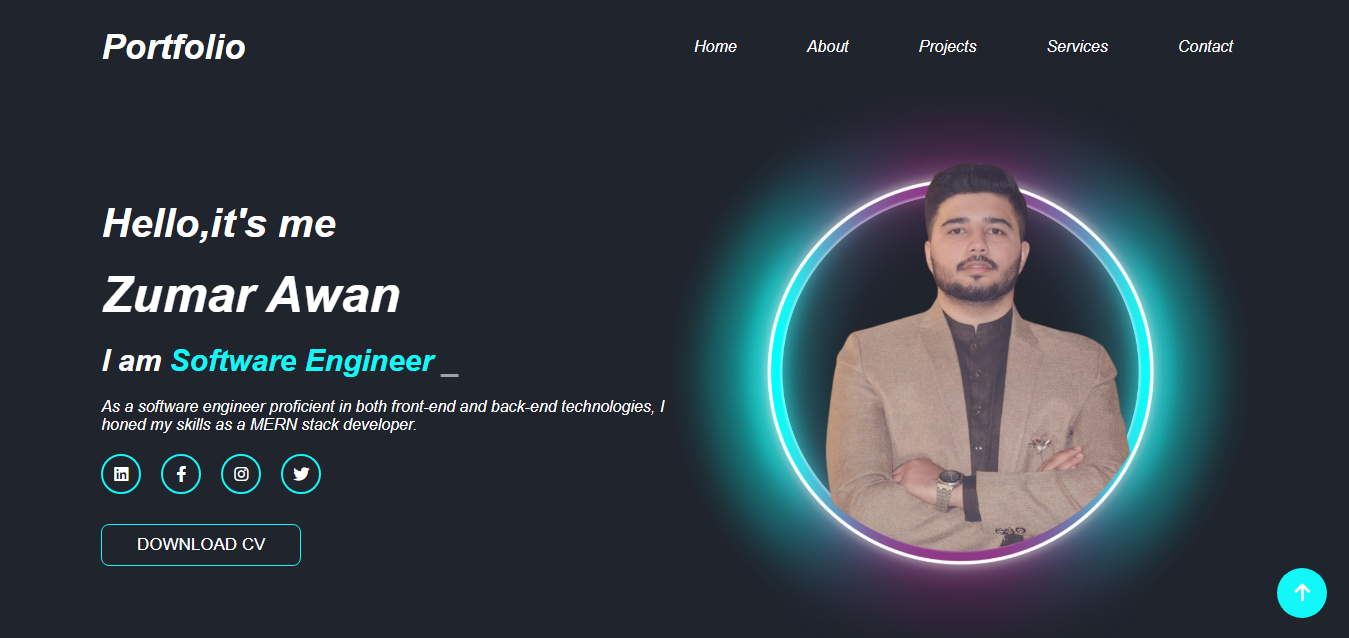 Portfolio
Home About Projects Services Contact
Hello,it's me
Zumar Awan
I am Software Engineer _
As a software engineer proficient in both front-end and back-end technologies, I
honed my skills as a MERN stack developer.
DOWNLOAD CV